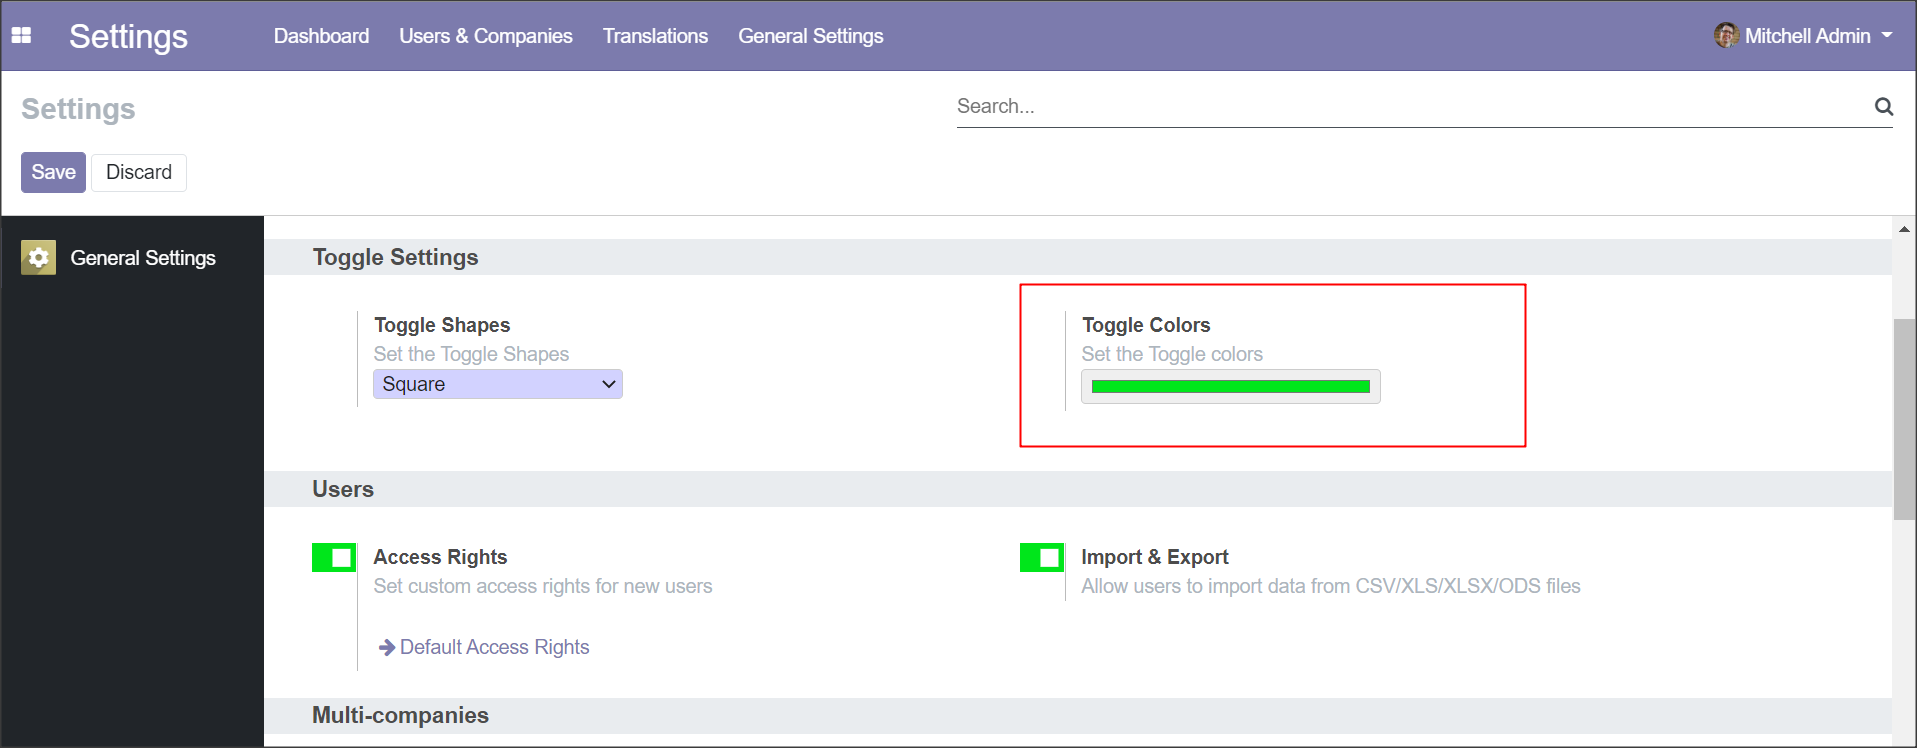 Settings
Dashboard Users & Companies Translations General Settings
Mitchell Admin
Settings
Search...
Save Discard
General Settings
Toggle Settings
Toggle Shapes
Set the Toggle Shapes
Square
Toggle Colors
Set the Toggle colors
Users
Access Rights
Set custom access rights for new users
Default Access Rights
Import & Export
Allow users to import data from CSV/XLS/XLSX/ODS files
Multi-companies